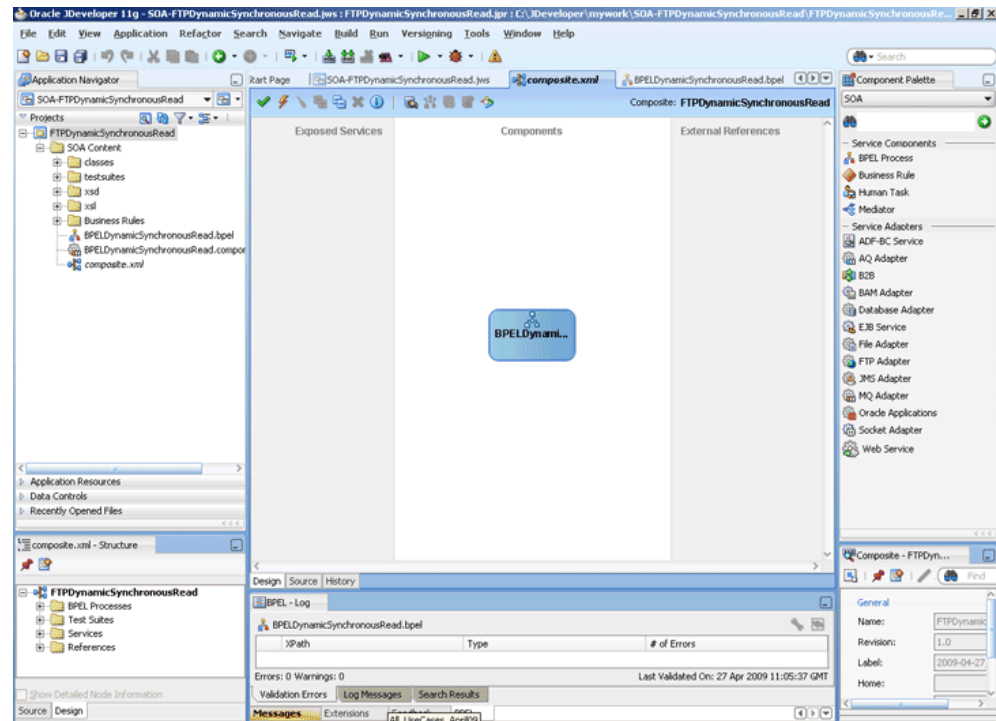 Oracle JDeveloper 11g - SOA-FTPDynamicSynchronousRead.jws : FTPDynamicSynchronousRead.jpr : C:\JDeveloper\mywork\SOA-FTPDynamicSynchronousRead\FTPDynamicSynchronousRe...
File Edit View Application Refactor Search Navigate Build Run Versigning Tools Window Help
Search
Application Navigator
Start Page SOA-FTPDynamicSynchronousRead.jws composite.xml BPELDynamicSynchronousRead.bpel
Component Palette
SOA-FTPDynamicSynchronousRead
Composite: FTPDynamicSynchronousRead
SOA
Projects
FTPDynamicSynchronousRead
SOA Content
classes
testsuites
xsd
xsl
Business Rules
BPELDynamicSynchronousRead.bpel
BPELDynamicSynchronousRead.compor
composite.xml
Exposed Services Components External References
BPELDynami...
Service Components
BPEL Process
Business Rule
Human Task
Mediator
Service Adapters
ADF-BC Service
AQ Adapter
B2B
BAM Adapter
Database Adapter
EJB Service
File Adapter
FTP Adapter
JMS Adapter
MQ Adapter
Oracle Applications
Socket Adapter
Web Service
Application Resources
Data Controls
Recently Opened Files
composite.xml - Structure
FTPDynamicSynchronousRead
BPEL Processes
Test Suites
Services
References
Show Detailed Node Information
Source Design
Design Source History
BPEL - Log
BPELDynamicSynchronousRead.bpel
XPath Type # of Errors
Errors: 0 Warnings: 0 Last Validated On: 27 Apr 2009 11:05:37 GMT
Validation Errors Log Messages Search Results
Messages Extensions Feedback BPEL
All_UseCases_April09
Composite - FTPDyn...
Find
General
Name: FTPDynamic
Revision: 1.0
Label: 2009-04-27
Home: